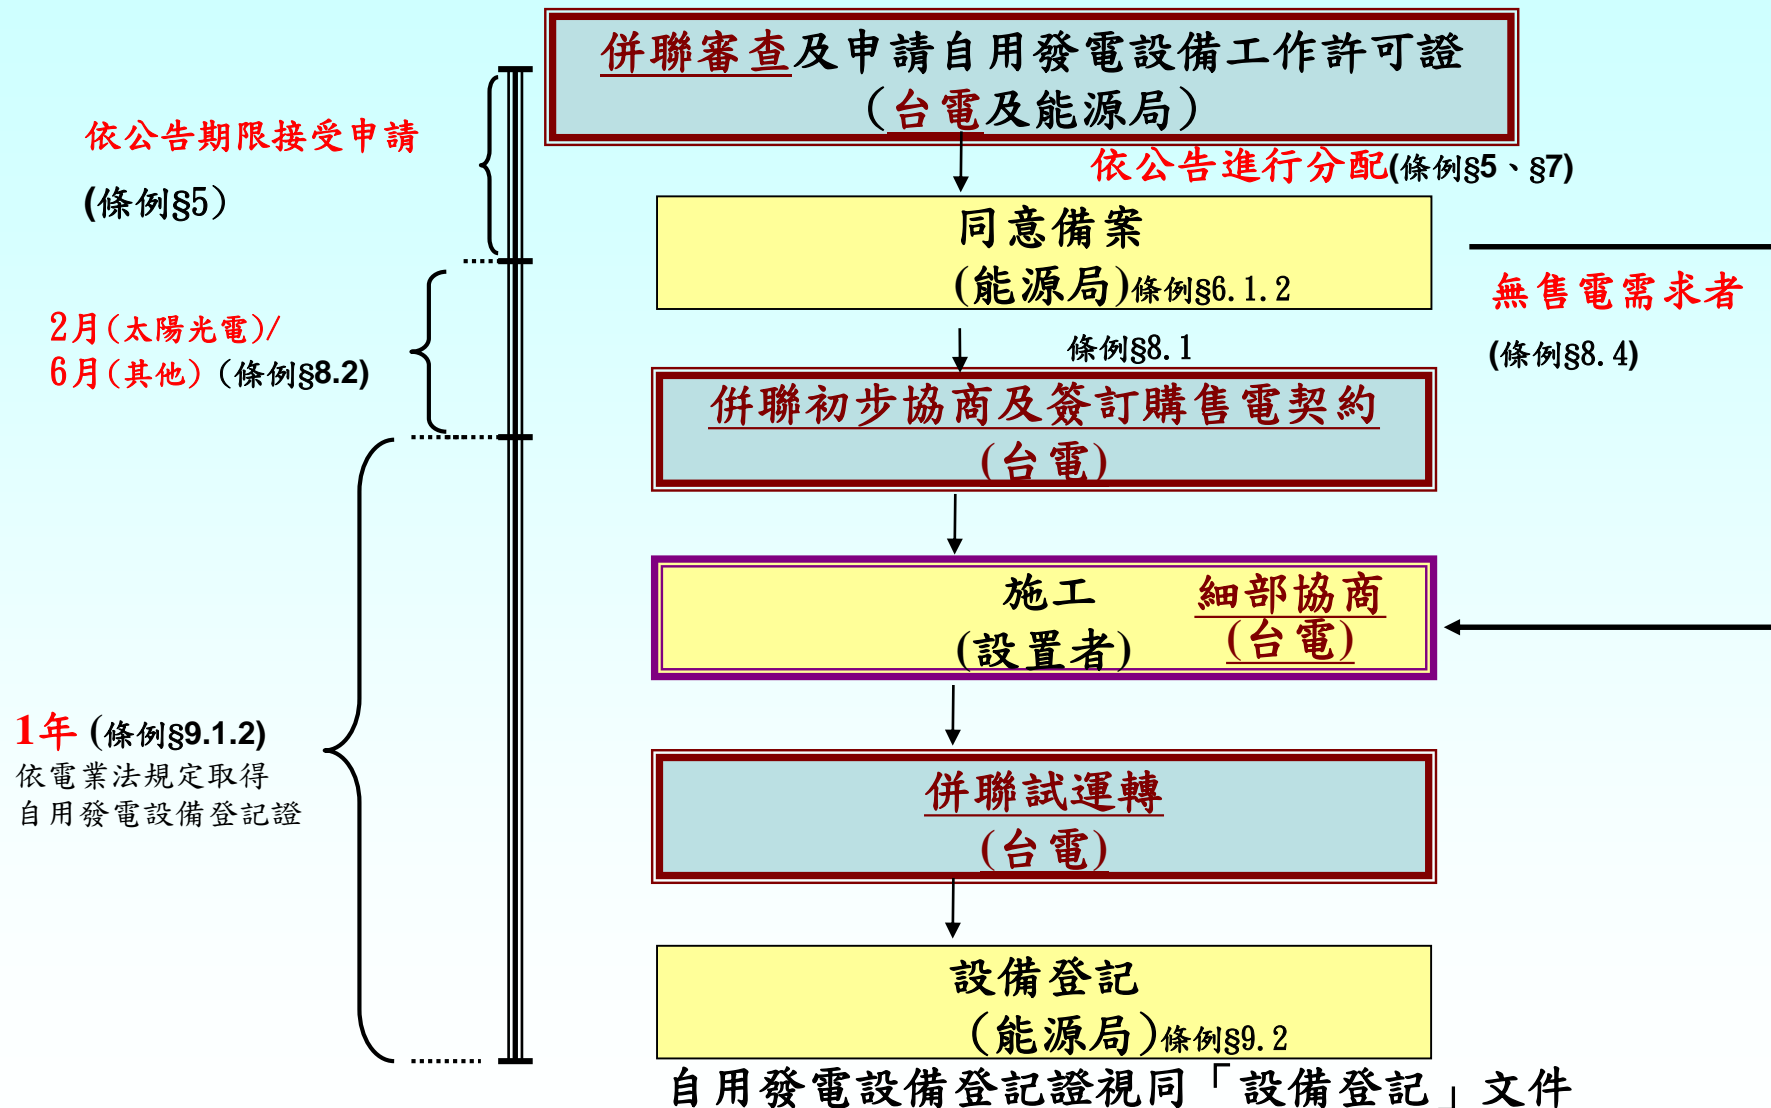 併聯審查及申請自用發電設備工作許可證
（台電及能源局）
依公告期限接受申請
(條例§5）
依公告進行分配(條例§5、§7)
同意備案
(能源局)條例§6.1.2
無售電需求者
(條例§8.4)
2月(太陽光電)/
6月(其他)（條例§8.2)
條例§8.1
併聯初步協商及簽訂購售電契約
(台電)
施工
(設置者)
細部協商
(台電)
1年 (條例§9.1.2)
依電業法規定取得
自用發電設備登記證
併聯試運轉
(台電)
設備登記
（能源局）條例§9.2
自用發電設備登記證視同「設備登記」文件